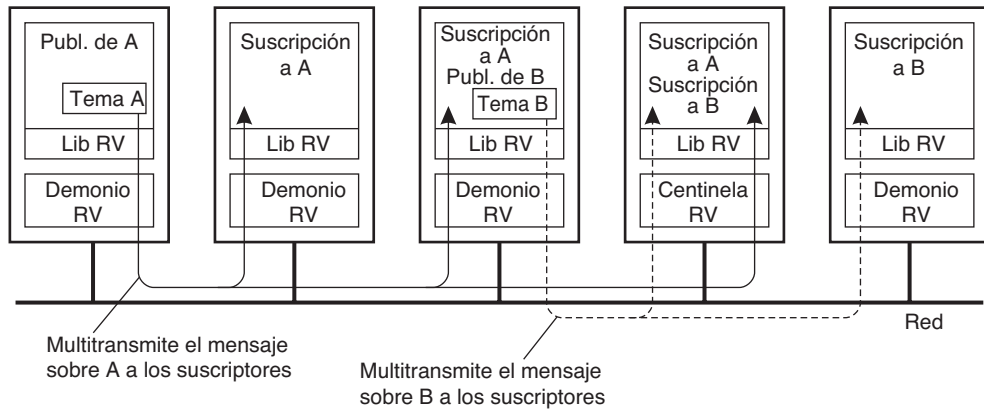 Publ. de A
Tema A
Lib RV
Demonio
RV
Suscripción
a A
Lib RV
Demonio
RV
Suscripción
a A
Publ. de B
Tema B
Lib RV
Demonio
RV
Suscripción
a A
Suscripción
a B
Lib RV
Centinela
RV
Suscripción
a B
Lib RV
Demonio
RV
Red
Multitransmite el mensaje
sobre A a los suscriptores
Multitransmite el mensaje
sobre B a los suscriptores